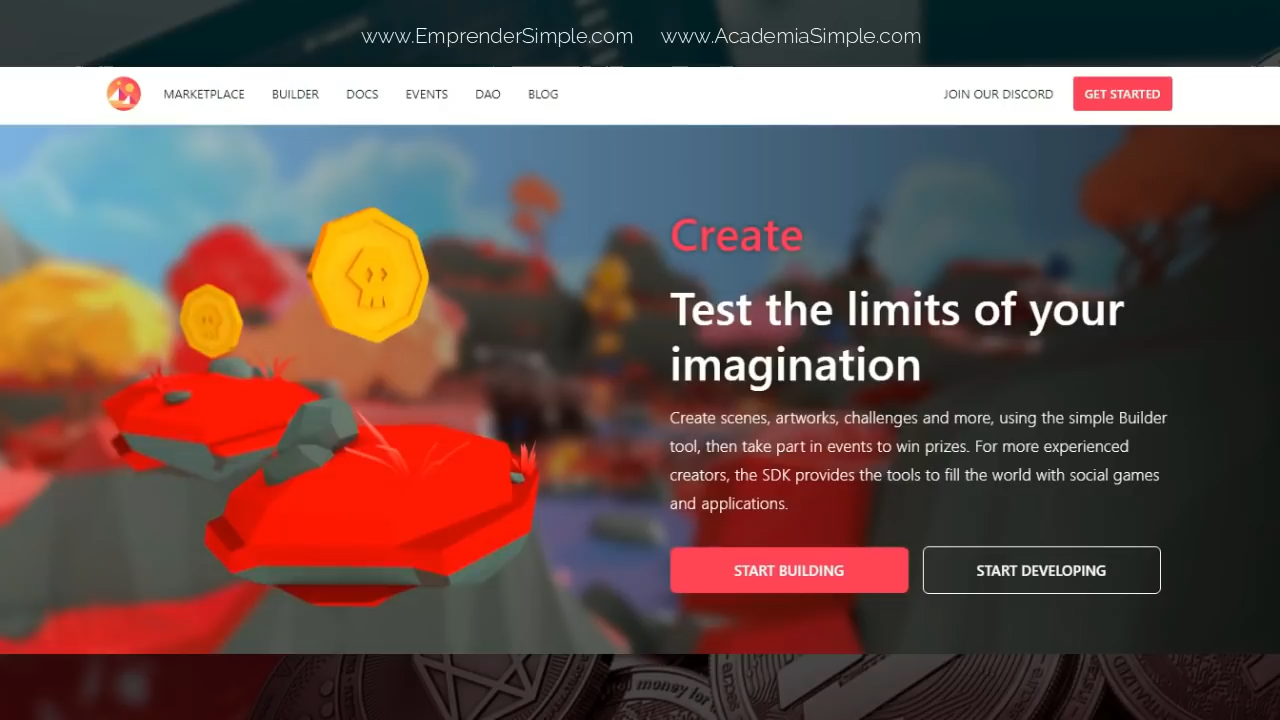 www.EmprenderSimple.com www.AcademiaSimple.com
MARKETPLACE BUILDER DOCS EVENTS DAO BLOG JOIN OUR DISCORD GET STARTED
Create
Test the limits of your
imagination
Create scenes, artworks, challenges and more, using the simple Builder
tool, then take part in events to win prizes. For more experienced
creators, the SDK provides the tools to fill the world with social games
and applications.
START BUILDING START DEVELOPING
money for